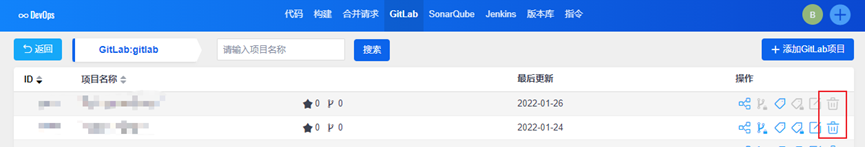 DevOps 代码 构建 合并请求 GitLab SonarQube Jenkins 版本库 指令 B
返回 GitLab:gitlab 请输入项目名称 搜索 添加GitLab项目
ID 项目名称 最后更新 操作
0 0 2022-01-26
0 0 2022-01-24